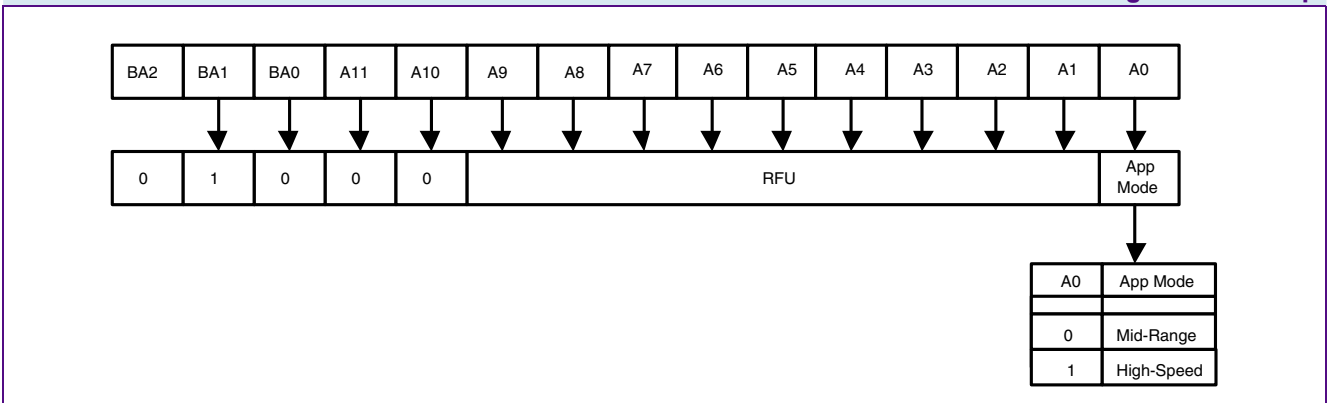 BA2 BA1 BA0 A11 A10 A9 A8 A7 A6 A5 A4 A3 A2 A1 A0
0 1 0 0 0 RFU App
Mode
A0 App Mode
0 Mid-Range
1 High-Speed